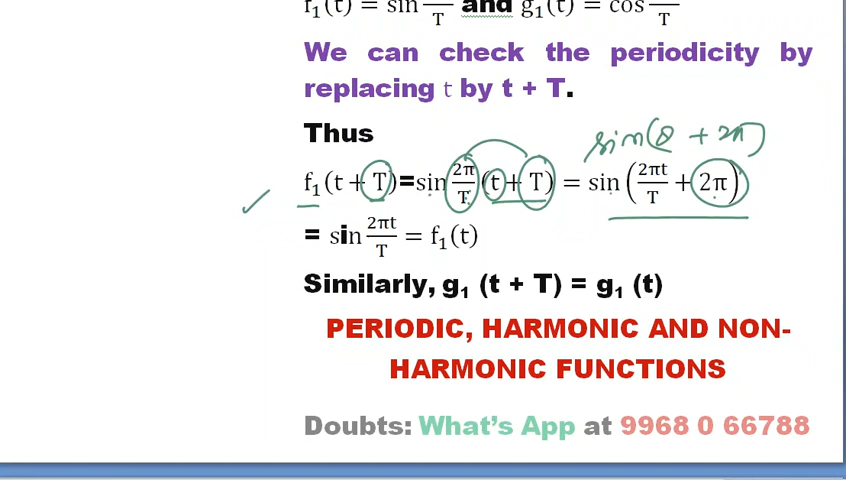 f₁(t) = sin —/T and g₁(t) = cos —/T
We can check the periodicity by
replacing t by t + T.
Thus
sin(θ + 2π)
f₁(t+T)=sin 2π/T (t+T) = sin (2πt/T + 2π)
= sin 2πt/T = f₁(t)
Similarly, g₁ (t + T) = g₁ (t)
PERIODIC, HARMONIC AND NON-
HARMONIC FUNCTIONS
Doubts: What's App at 9968 0 66788